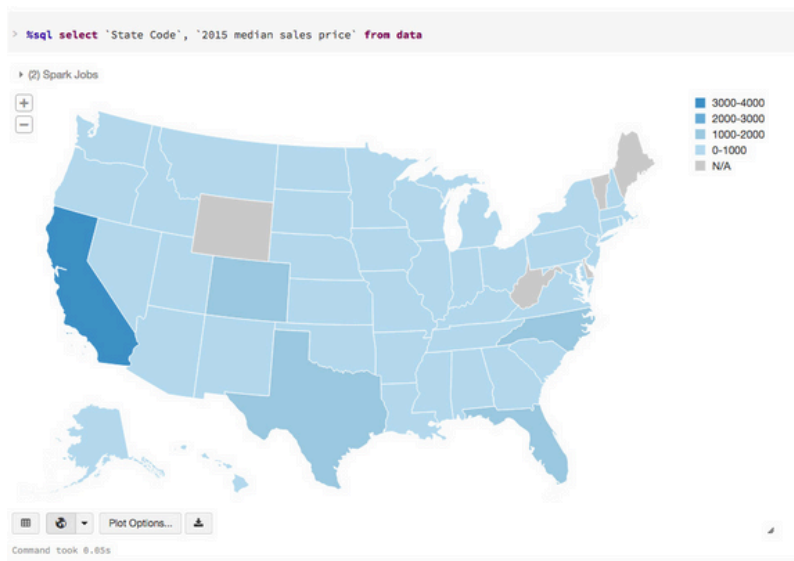 > %sql select `State Code`, `2015 median sales price` from data
(2) Spark Jobs
+
−
3000-4000
2000-3000
1000-2000
0-1000
N/A
Plot Options...
Command took 0.05s